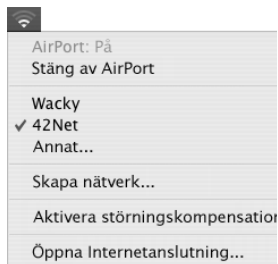 AirPort: På
Stäng av AirPort
Wacky
✓ 42Net
Annat...
Skapa nätverk...
Aktivera störningskompensation
Öppna Internetanslutning...